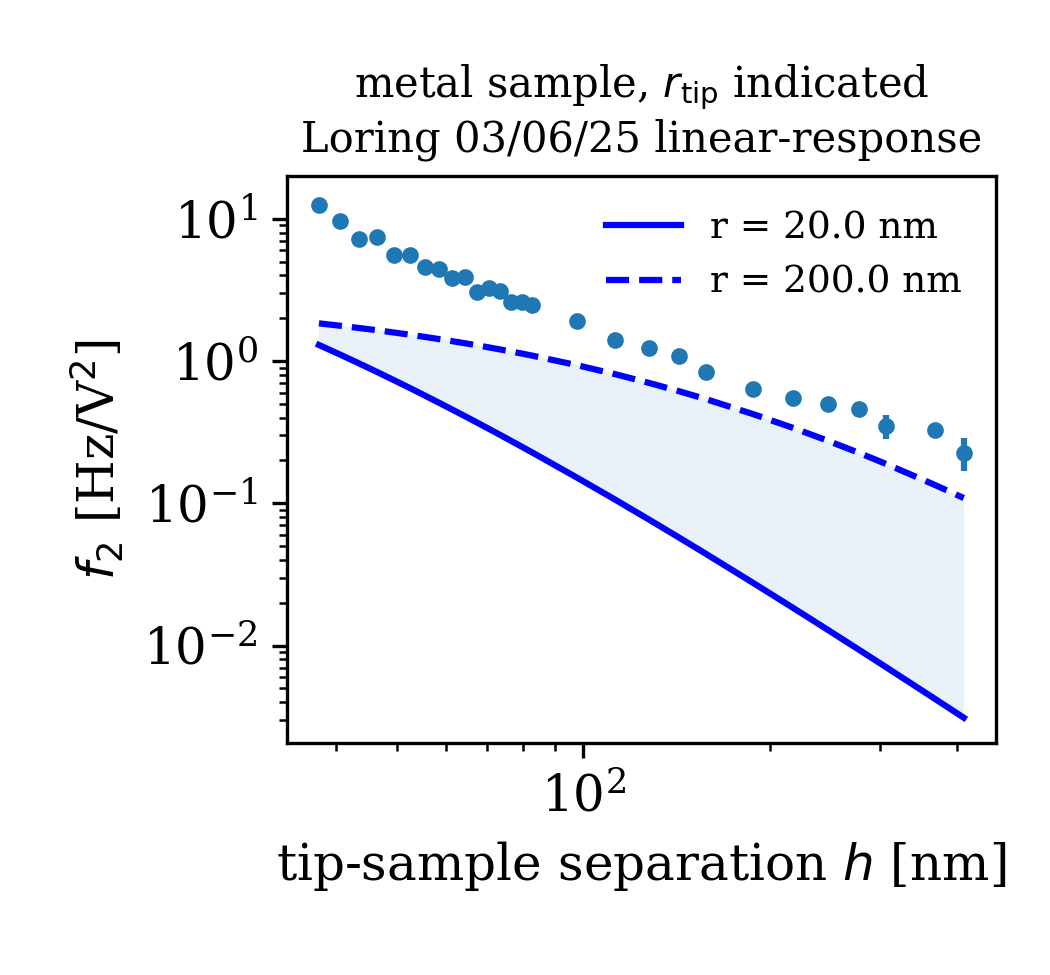 metal sample, r_tip indicated
Loring 03/06/25 linear-response
r = 20.0 nm
r = 200.0 nm
10^1
10^0
10^−1
10^−2
f_2 [Hz/V^2]
10^2
tip-sample separation h [nm]